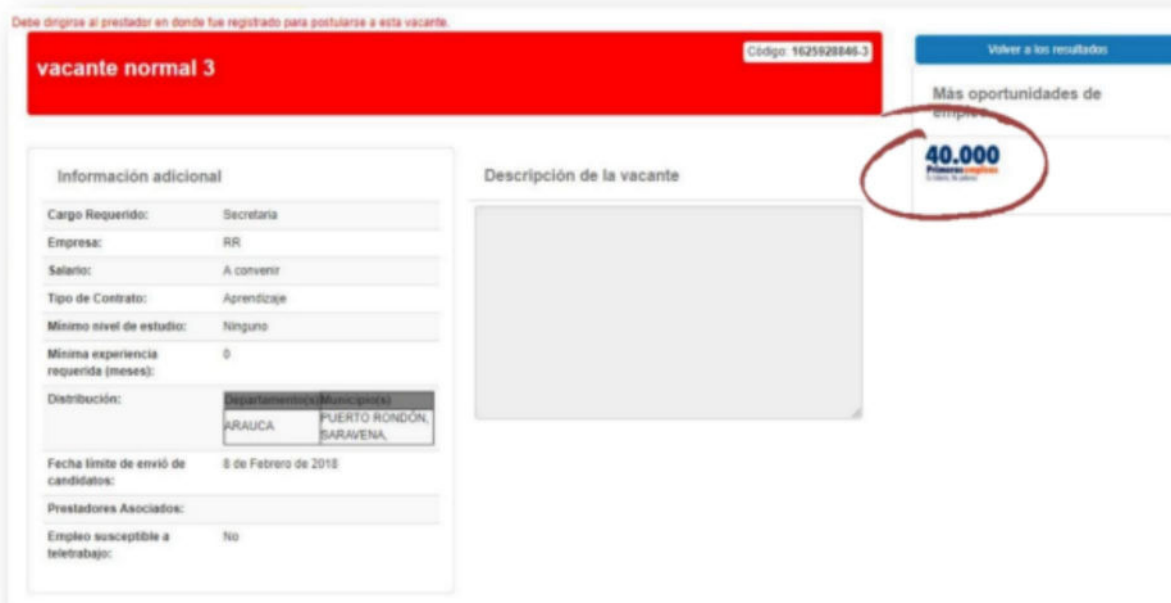 Debe dirigirse al prestador en donde fue registrado para postularse a esta vacante.
vacante normal 3
Código: 1625928846-3
Volver a los resultados
Más oportunidades de
empleo
40.000
Primeros empleos
Información adicional
Cargo Requerido: Secretaria
Empresa: RR
Salario: A convenir
Tipo de Contrato: Aprendizaje
Mínimo nivel de estudio: Ninguno
Mínima experiencia
requerida (meses): 0
Distribución:
Departamento(s) Municipio(s)
ARAUCA
PUERTO RONDÓN,
SARAVENA,
Fecha límite de envió de
candidatos: 8 de Febrero de 2018
Prestadores Asociados:
Empleo susceptible a
teletrabajo: No
Descripción de la vacante